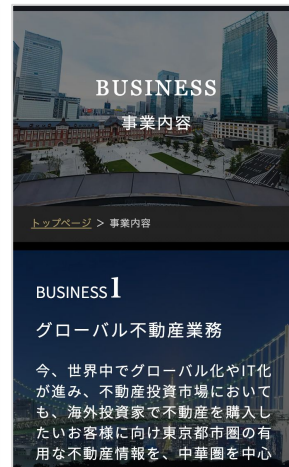 BUSINESS
事業内容
トップページ > 事業内容
BUSINESS 1
グローバル不動産業務
今、世界中でグローバル化やIT化
が進み、不動産投資市場において
も、海外投資家で不動産を購入し
たいお客様に向け東京都市圏の有
用な不動産情報を、中華圏を中心